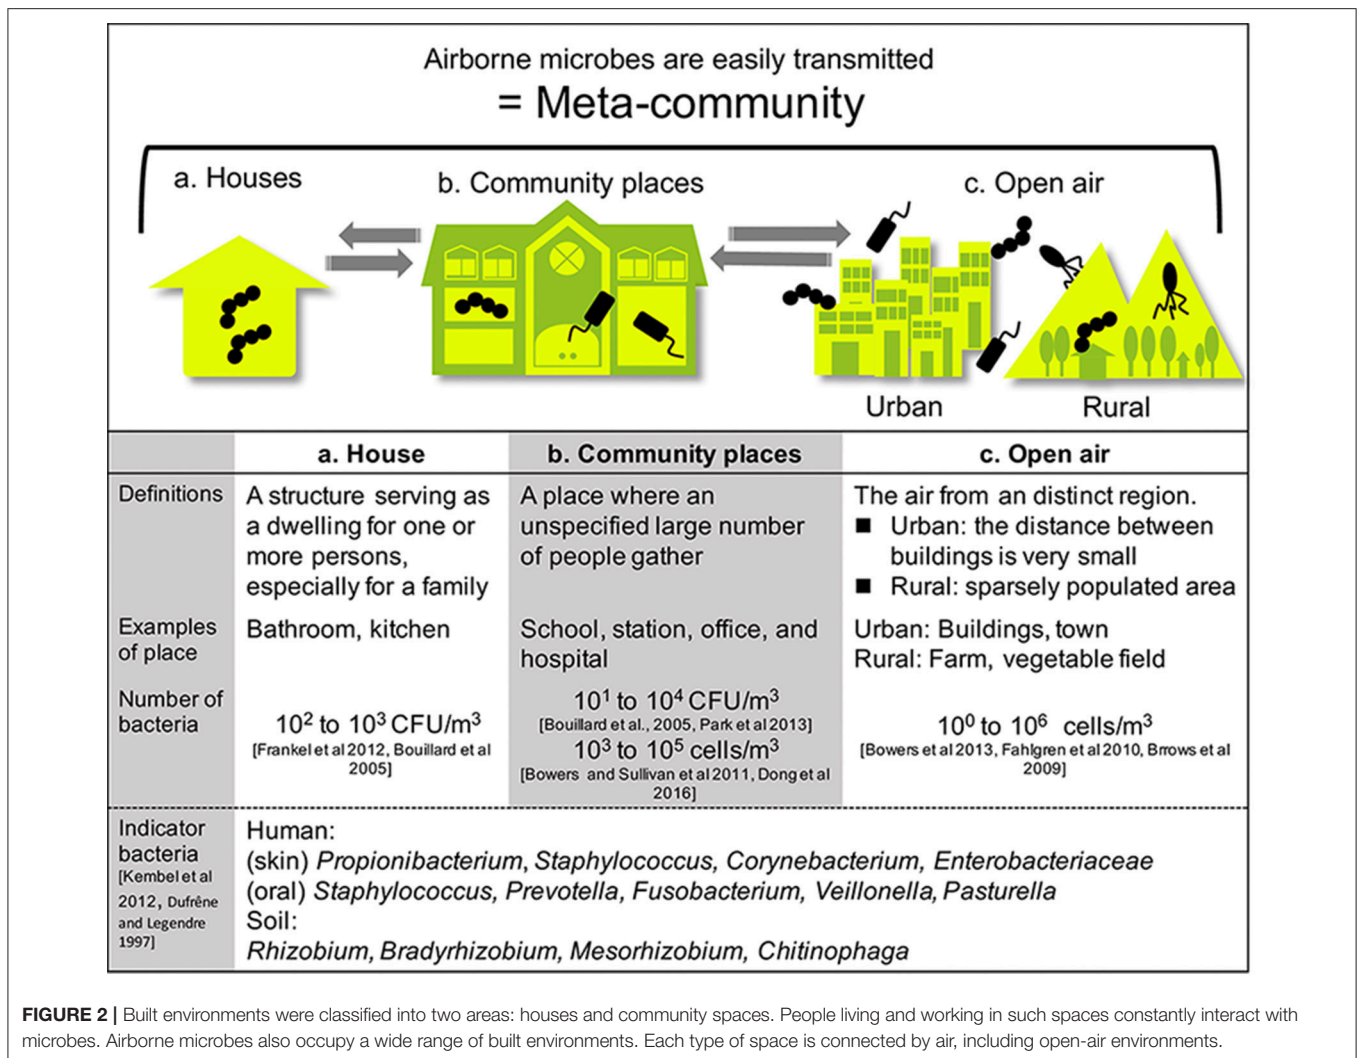 Airborne microbes are easily transmitted
= Meta-community
a. Houses
b. Community places
c. Open air
Urban
Rural
a. House
b. Community places
c. Open air
Definitions
A structure serving as
a dwelling for one or
more persons,
especially for a family
A place where an
unspecified large number
of people gather
The air from an distinct region.
■ Urban: the distance between
buildings is very small
■ Rural: sparsely populated area
Examples
of place
Bathroom, kitchen
School, station, office, and
hospital
Urban: Buildings, town
Rural: Farm, vegetable field
Number of
bacteria
10² to 10³ CFU/m³
[Frankel et al 2012, Bouillard et al
2005]
10¹ to 10⁴ CFU/m³
[Bouillard et al., 2005, Park et al 2013]
10³ to 10⁵ cells/m³
[Bowers and Sullivan et al 2011, Dong et al
2016]
10⁰ to 10⁶ cells/m³
[Bowers et al 2013, Fahlgren et al 2010, Brrows et al
2009]
Indicator
bacteria
[Kembel et al
2012, Dufrêne
and Legendre
1997]
Human:
(skin) Propionibacterium, Staphylococcus, Corynebacterium, Enterobacteriaceae
(oral) Staphylococcus, Prevotella, Fusobacterium, Veillonella, Pasturella
Soil:
Rhizobium, Bradyrhizobium, Mesorhizobium, Chitinophaga
FIGURE 2 | Built environments were classified into two areas: houses and community spaces. People living and working in such spaces constantly interact with
microbes. Airborne microbes also occupy a wide range of built environments. Each type of space is connected by air, including open-air environments.